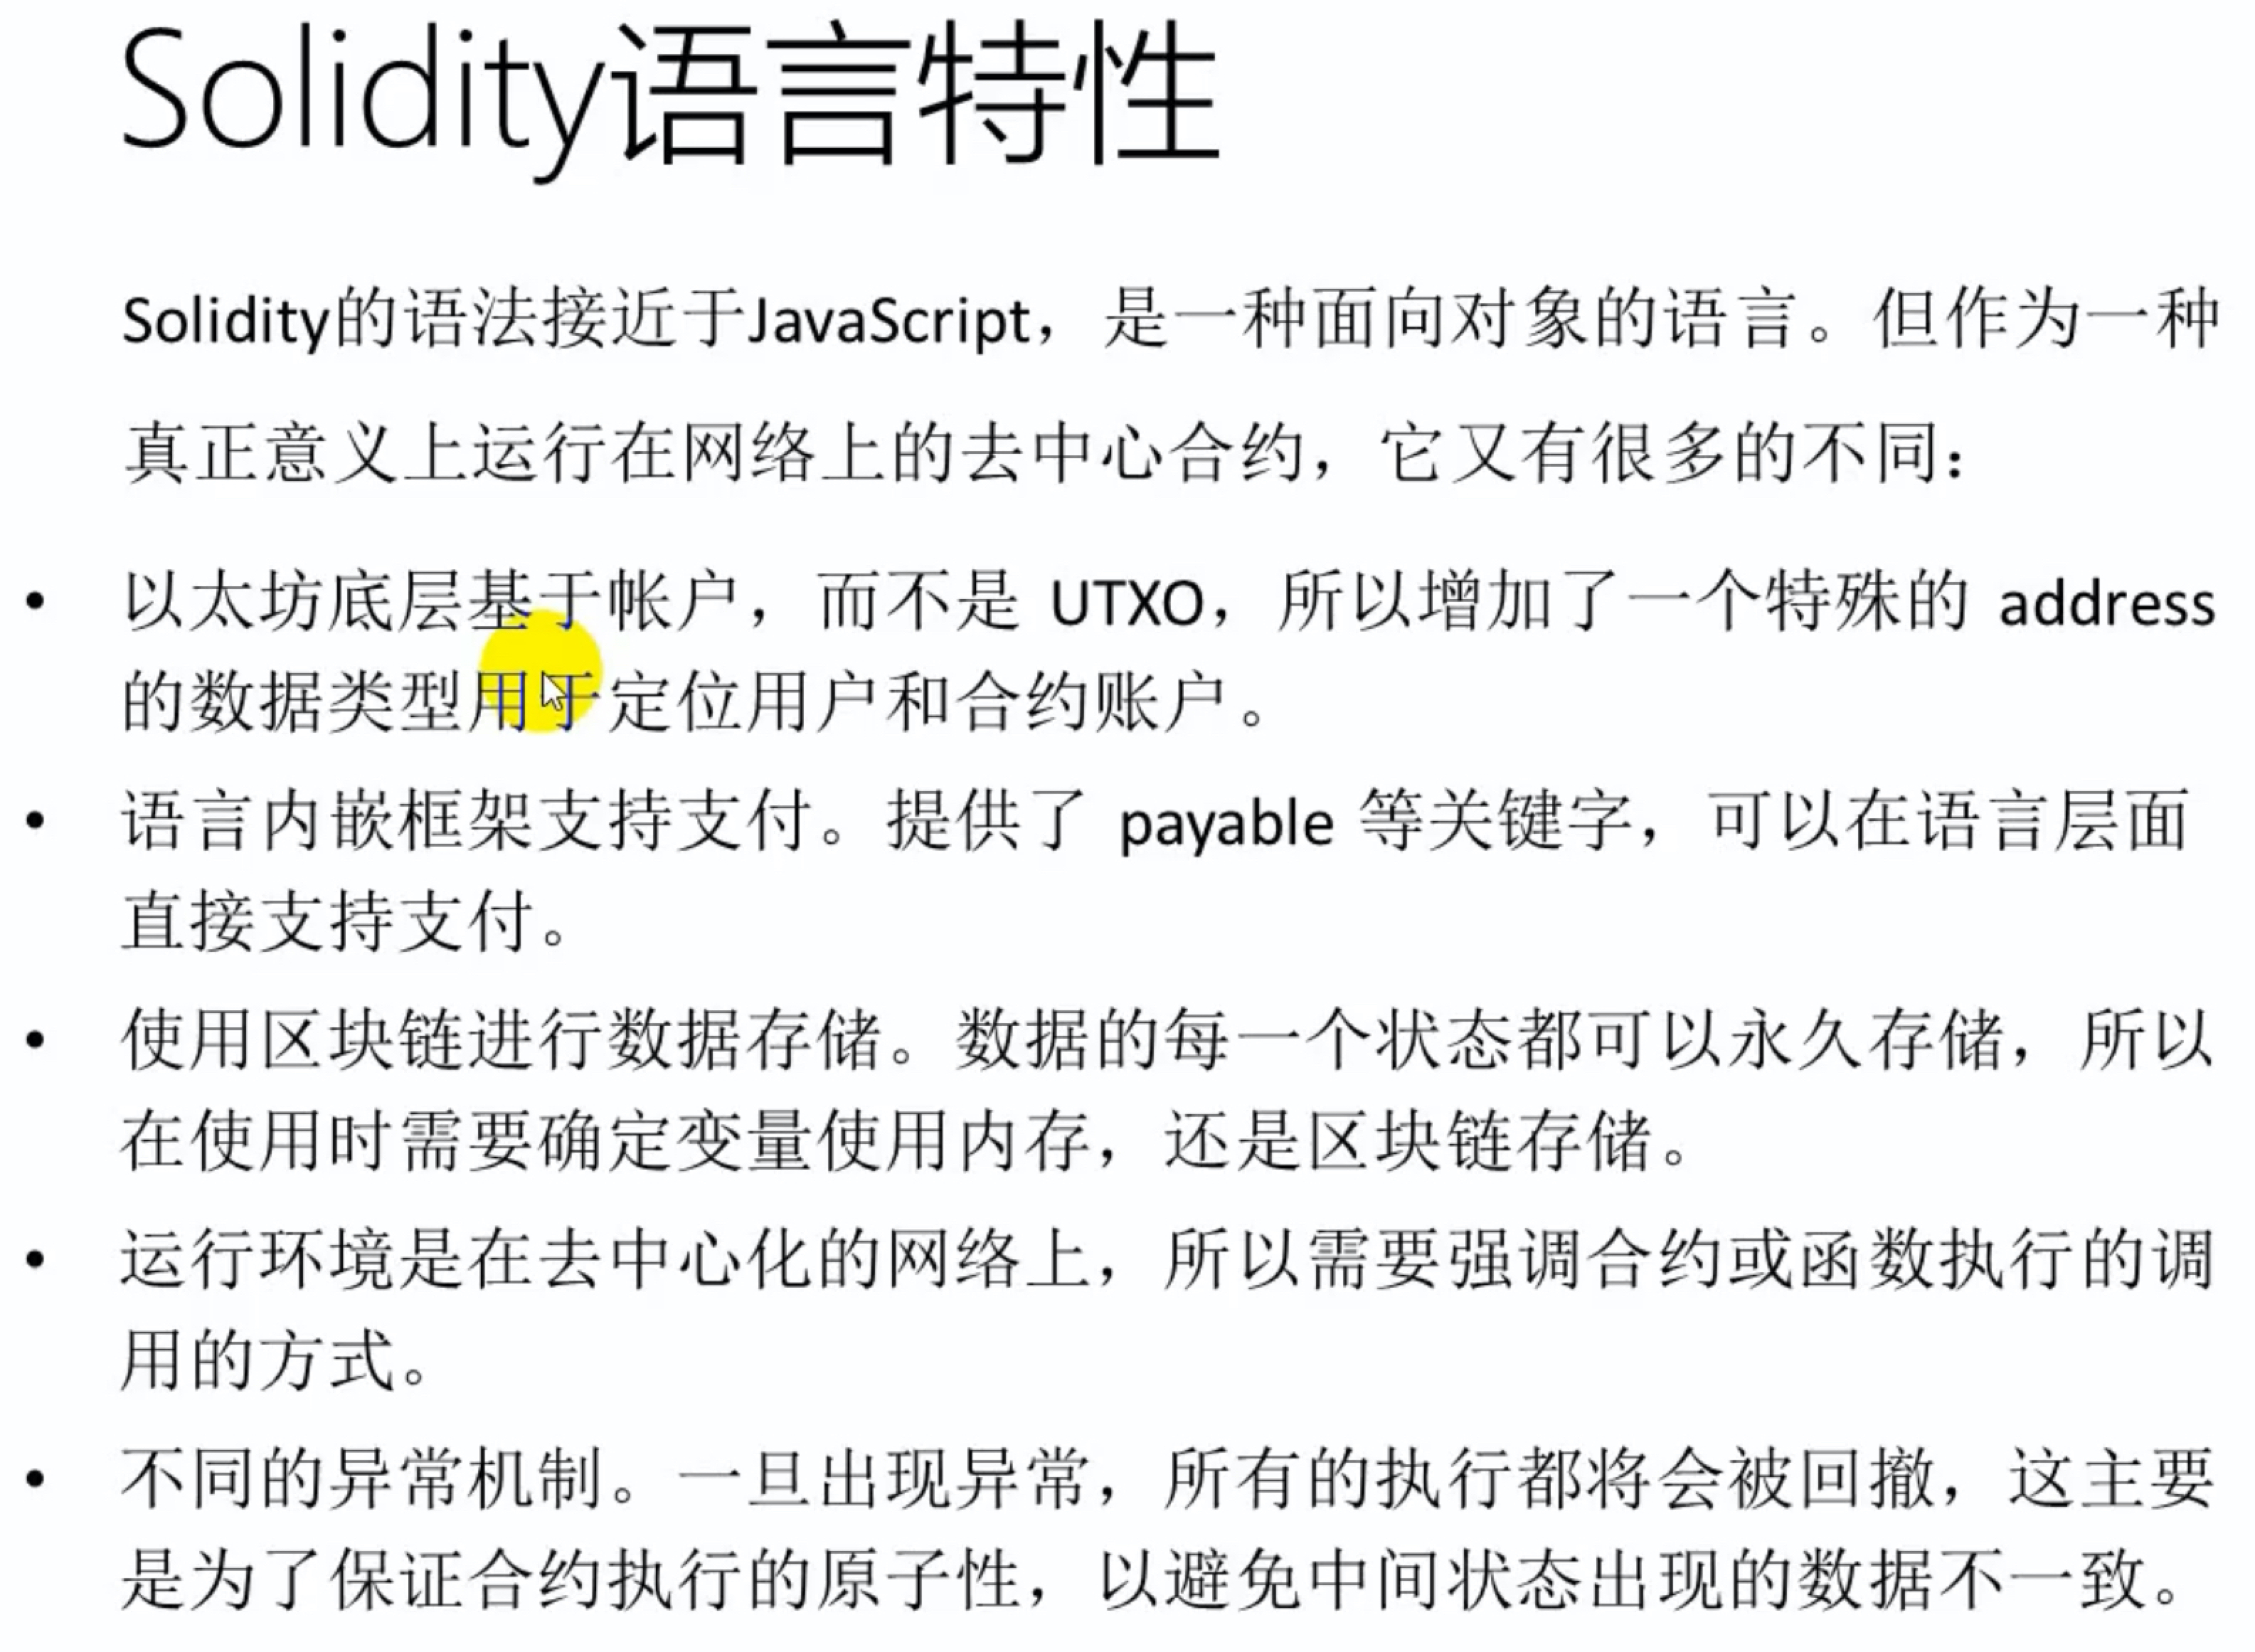 Solidity语言特性
Solidity的语法接近于JavaScript，是一种面向对象的语言。但作为一种
真正意义上运行在网络上的去中心合约，它又有很多的不同：
• 以太坊底层基于帐户，而不是 UTXO，所以增加了一个特殊的 address
的数据类型用于定位用户和合约账户。
• 语言内嵌框架支持支付。提供了 payable 等关键字，可以在语言层面
直接支持支付。
• 使用区块链进行数据存储。数据的每一个状态都可以永久存储，所以
在使用时需要确定变量使用内存，还是区块链存储。
• 运行环境是在去中心化的网络上，所以需要强调合约或函数执行的调
用的方式。
• 不同的异常机制。一旦出现异常，所有的执行都将会被回撤，这主要
是为了保证合约执行的原子性，以避免中间状态出现的数据不一致。